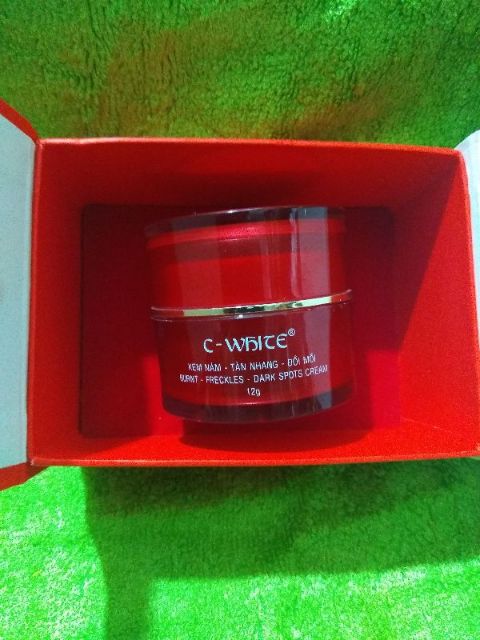 C-WHITE®
KEM NÁM - TÀN NHANG - ĐỒI MỒI
BURNT - FRECKLES - DARK SPOTS CREAM
12g